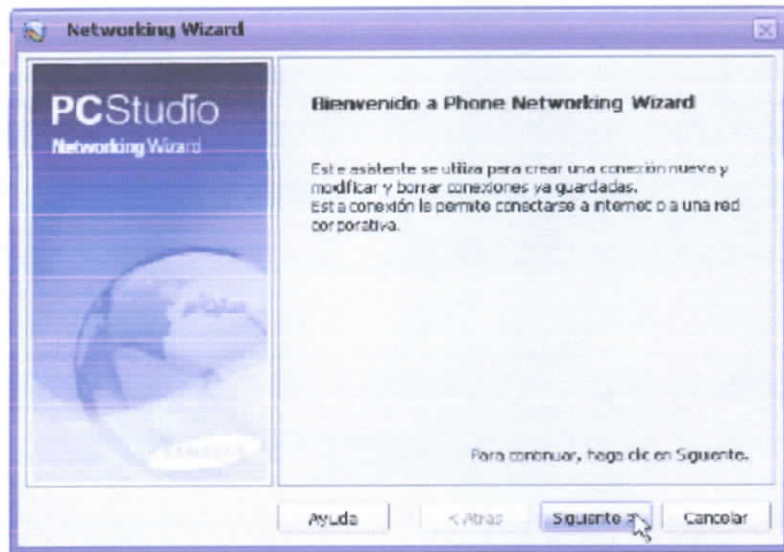 Networking Wizard
PCStudio
Networking Wizard
Bienvenido a Phone Networking Wizard
Este asistente se utiliza para crear una conexión nueva y
modificar y borrar conexiones ya guardadas.
Esta conexión le permite conectarse a internet o a una red
corporativa.
SAMSUNG
Para continuar, haga clic en Siguiente.
Ayuda
< Atrás
Siguiente >
Cancelar